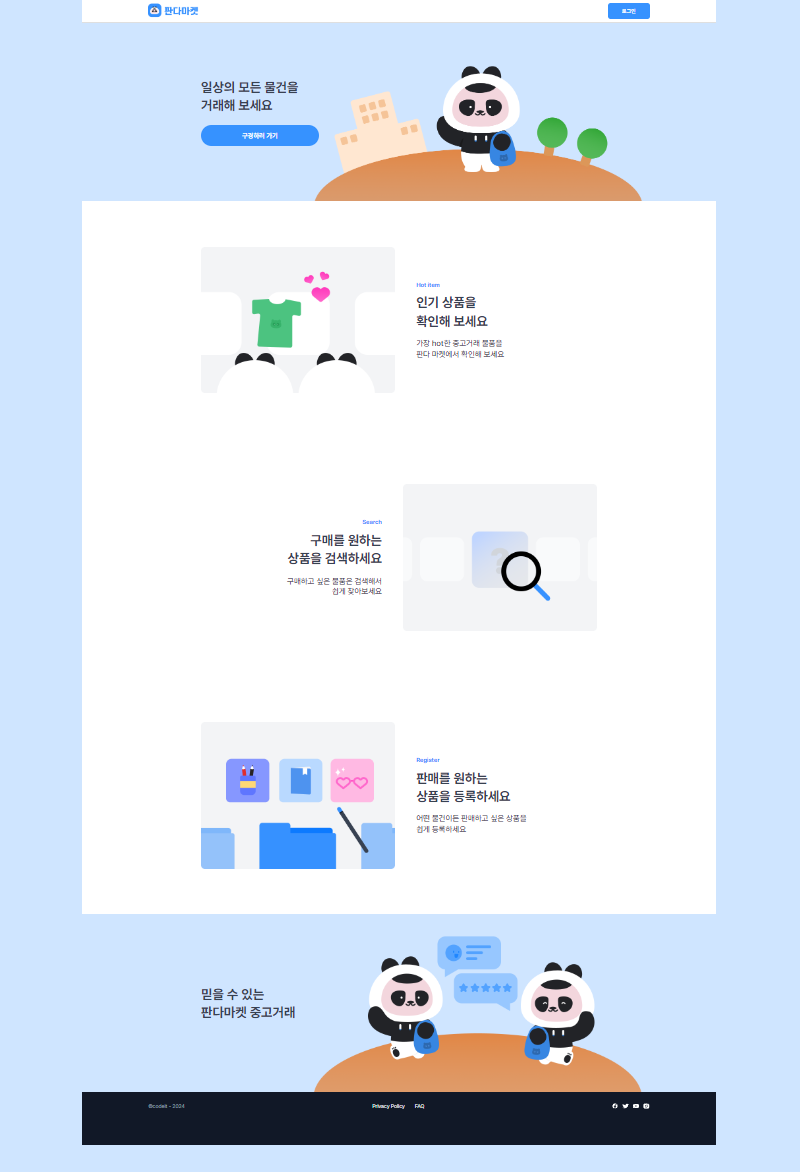 판다마켓
로그인
일상의 모든 물건을
거래해 보세요
구경하러 가기
Hot item
인기 상품을
확인해 보세요
가장 hot한 중고거래 물품을
판다 마켓에서 확인해 보세요
Search
구매를 원하는
상품을 검색하세요
구매하고 싶은 물품은 검색해서
쉽게 찾아보세요
?
Register
판매를 원하는
상품을 등록하세요
어떤 물건이든 판매하고 싶은 상품을
쉽게 등록하세요
믿을 수 있는
판다마켓 중고거래
©codeit - 2024
Privacy Policy
FAQ